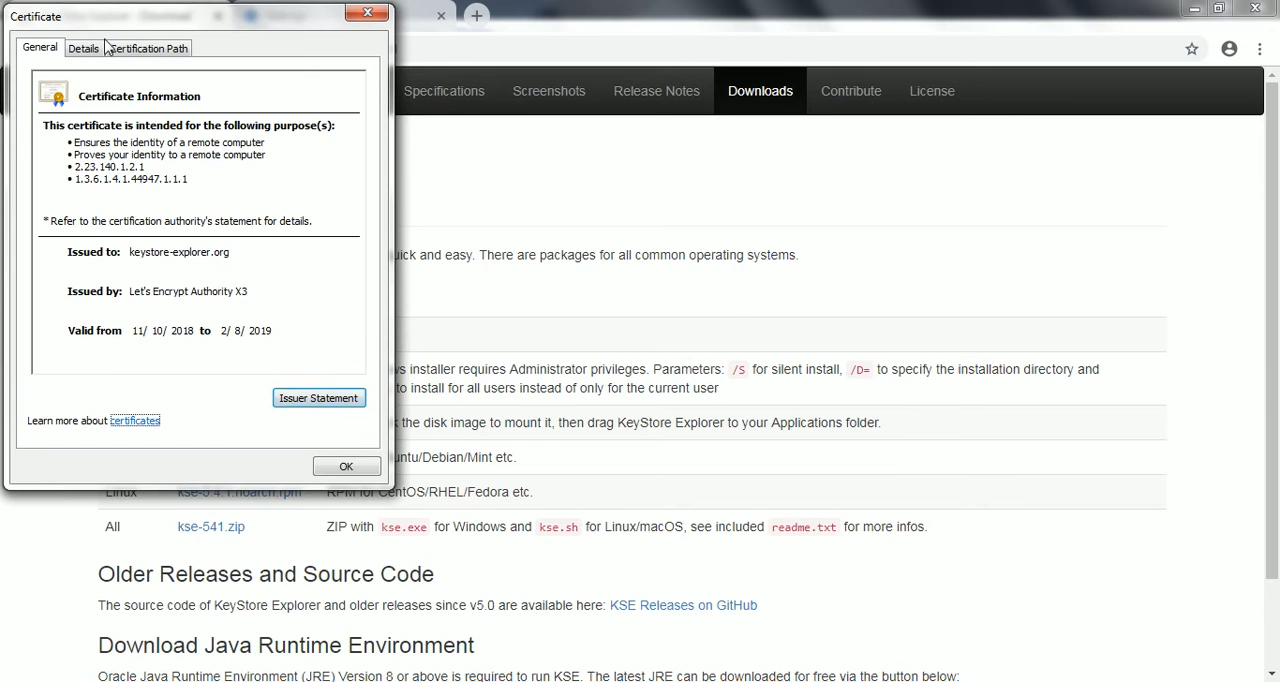 Certificate
General
Details
Certification Path
Certificate Information
This certificate is intended for the following purpose(s):
• Ensures the identity of a remote computer
• Proves your identity to a remote computer
• 2.23.140.1.2.1
• 1.3.6.1.4.1.44947.1.1.1
* Refer to the certification authority's statement for details.
Issued to: keystore-explorer.org
Issued by: Let's Encrypt Authority X3
Valid from 11/ 10/ 2018 to 2/ 8/ 2019
Issuer Statement
Learn more about certificates
OK
Specifications
Screenshots
Release Notes
Downloads
Contribute
License
quick and easy. There are packages for all common operating systems.
installer requires Administrator privileges. Parameters: /S for silent install, /D= to specify the installation directory and
to install for all users instead of only for the current user
the disk image to mount it, then drag KeyStore Explorer to your Applications folder.
Ubuntu/Debian/Mint etc.
Linux kse-5.4.1.noarch.rpm RPM for CentOS/RHEL/Fedora etc.
All kse-541.zip ZIP with kse.exe for Windows and kse.sh for Linux/macOS, see included readme.txt for more infos.
Older Releases and Source Code
The source code of KeyStore Explorer and older releases since v5.0 are available here: KSE Releases on GitHub
Download Java Runtime Environment
Oracle Java Runtime Environment (JRE) Version 8 or above is required to run KSE. The latest JRE can be downloaded for free via the button below: